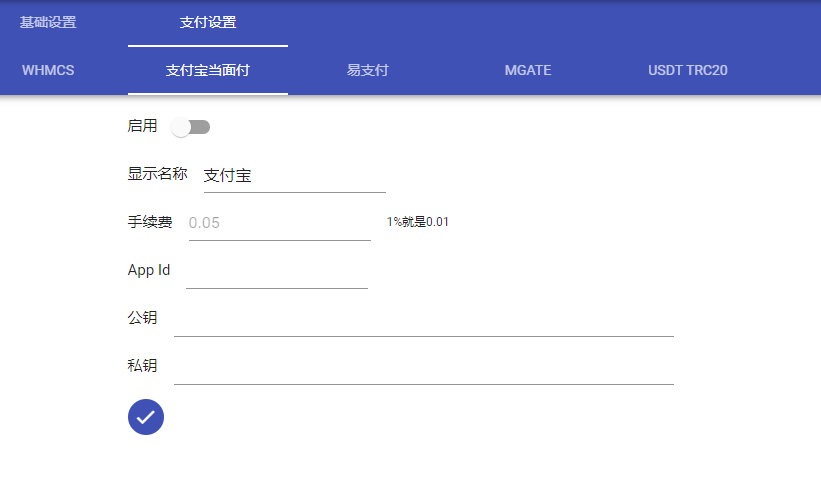 基础设置 支付设置
WHMCS 支付宝当面付 易支付 MGATE USDT TRC20
启用
显示名称 支付宝
手续费 0.05 1%就是0.01
App Id
公钥
私钥